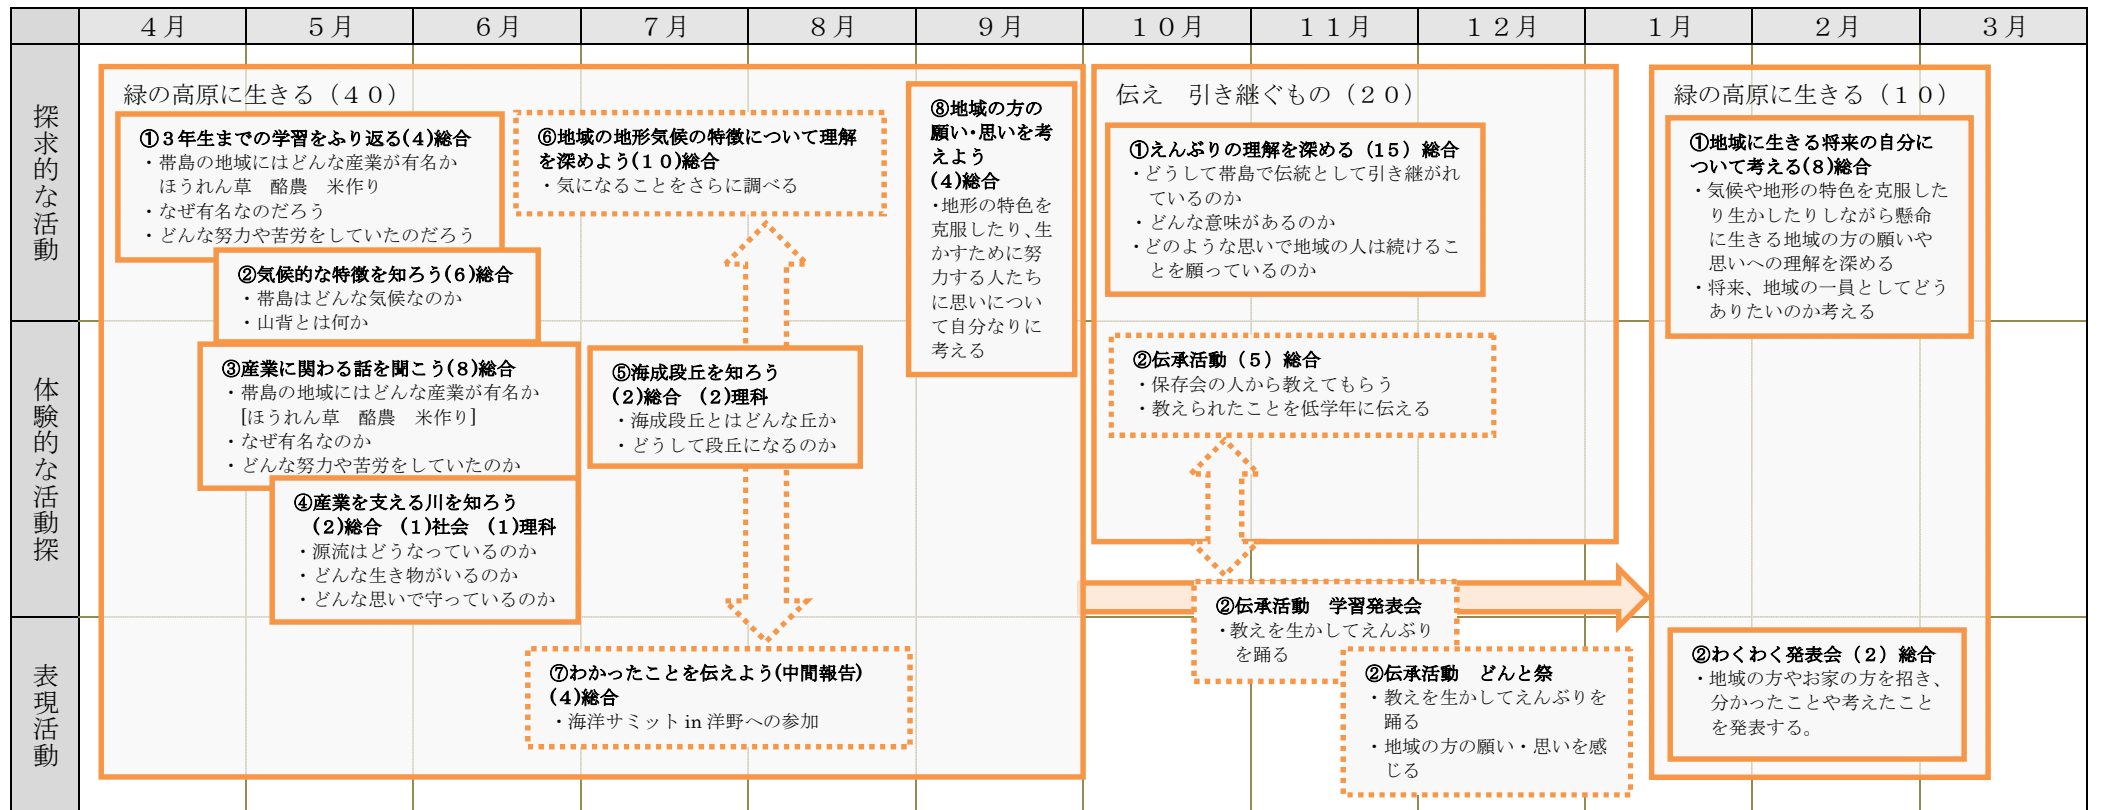 ４月　５月　６月　７月　８月　９月　１０月　１１月　１２月　１月　２月　３月
探求的な活動
体験的な活動探
表現活動
緑の高原に生きる（４０）
①３年生までの学習をふり返る(４)総合
・帯島の地域にはどんな産業が有名か
ほうれん草　酪農　米作り
・なぜ有名なのだろう
・どんな努力や苦労をしていたのだろう
②気候的な特徴を知ろう(６)総合
・帯島はどんな気候なのか
・山背とは何か
③産業に関わる話を聞こう(８)総合
・帯島の地域にはどんな産業が有名か
[ほうれん草　酪農　米作り]
・なぜ有名なのか
・どんな努力や苦労をしていたのか
④産業を支える川を知ろう
(２)総合　(１)社会　(１)理科
・源流はどうなっているのか
・どんな生き物がいるのか
・どんな思いで守っているのか
⑤海成段丘を知ろう
(２)総合　(２)理科
・海成段丘とはどんな丘か
・どうして段丘になるのか
⑥地域の地形気候の特徴について理解
を深めよう(１０)総合
・気になることをさらに調べる
⑦わかったことを伝えよう(中間報告)
(４)総合
・海洋サミット in 洋野への参加
⑧地域の方の
願い・思いを考
えよう
(４)総合
・地形の特色を
克服したり、生
かすために努
力する人たち
に思いについ
て自分なりに
考える
伝え　引き継ぐもの（２０）
①えんぶりの理解を深める（１５）総合
・どうして帯島で伝統として引き継がれ
ているのか
・どんな意味があるのか
・どのような思いで地域の人は続けるこ
とを願っているのか
②伝承活動（５）総合
・保存会の人から教えてもらう
・教えられたことを低学年に伝える
②伝承活動　学習発表会
・教えを生かしてえんぶり
を踊る
②伝承活動　どんと祭
・教えを生かしてえんぶりを
踊る
・地域の方の願い・思いを感
じる
緑の高原に生きる（１０）
①地域に生きる将来の自分に
ついて考える(８)総合
・気候や地形の特色を克服した
り生かしたりしながら懸命
に生きる地域の方の願いや
思いへの理解を深める
・将来、地域の一員としてどう
ありたいのか考える
②わくわく発表会（２）総合
・地域の方やお家の方を招き、
分かったことや考えたこと
を発表する。